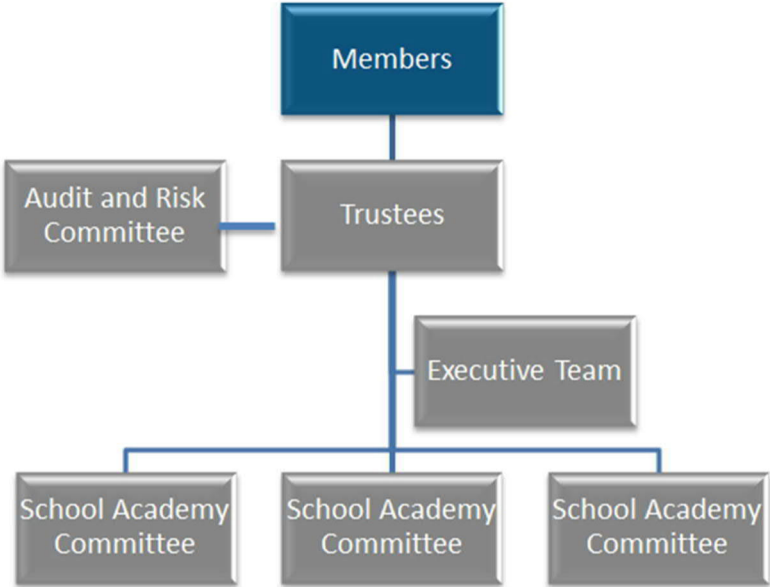 Members
Audit and Risk
Committee
Trustees
Executive Team
School Academy
Committee
School Academy
Committee
School Academy
Committee